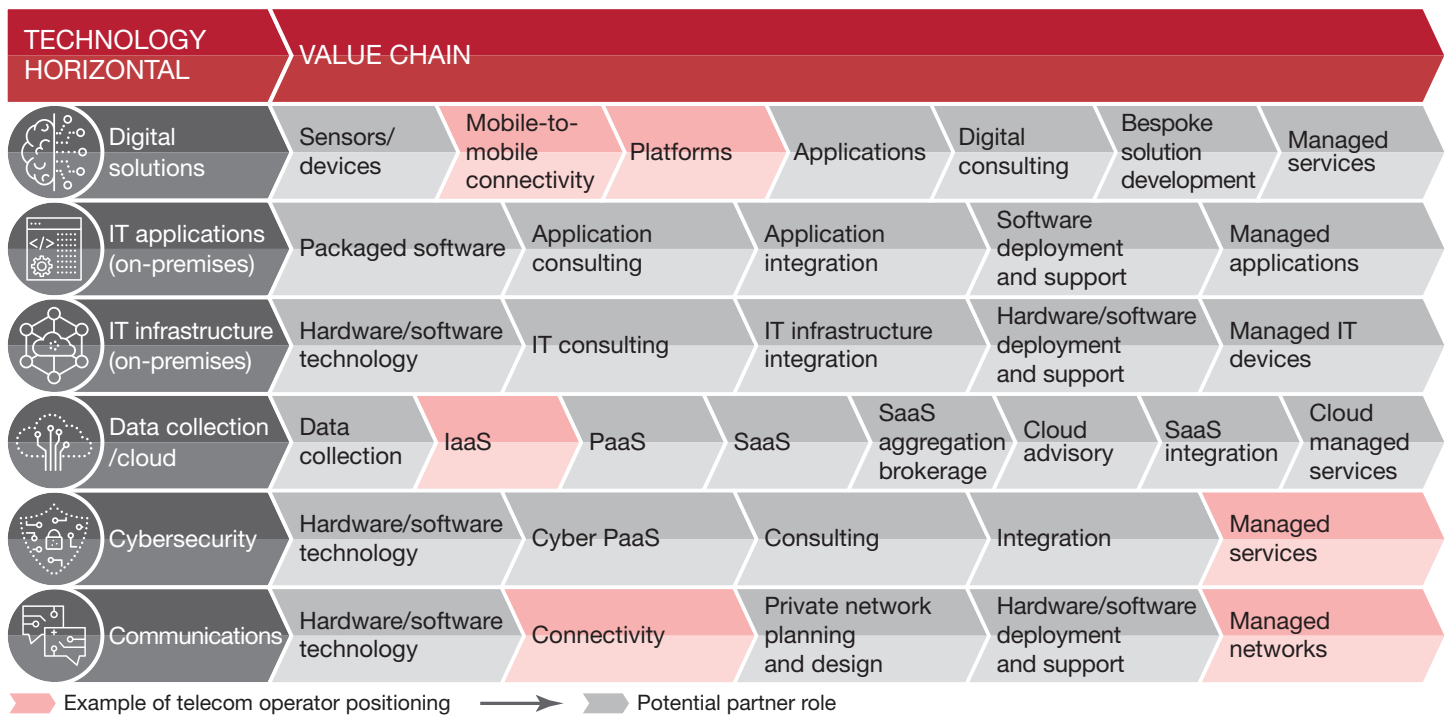 TECHNOLOGY
HORIZONTAL
VALUE CHAIN
Digital
solutions
Sensors/
devices
Mobile-to-
mobile
connectivity
Platforms
Applications
Digital
consulting
Bespoke
solution
development
Managed
services
</>
IT applications
(on-premises)
Packaged software
Application
consulting
Application
integration
Software
deployment
and support
Managed
applications
IT infrastructure
(on-premises)
Hardware/software
technology
IT consulting
IT infrastructure
integration
Hardware/software
deployment
and support
Managed IT
devices
Data collection
/cloud
Data
collection
IaaS
PaaS
SaaS
SaaS
aggregation
brokerage
Cloud
advisory
SaaS
integration
Cloud
managed
services
Cybersecurity
Hardware/software
technology
Cyber PaaS
Consulting
Integration
Managed
services
Communications
Hardware/software
technology
Connectivity
Private network
planning
and design
Hardware/software
deployment
and support
Managed
networks
Example of telecom operator positioning
Potential partner role